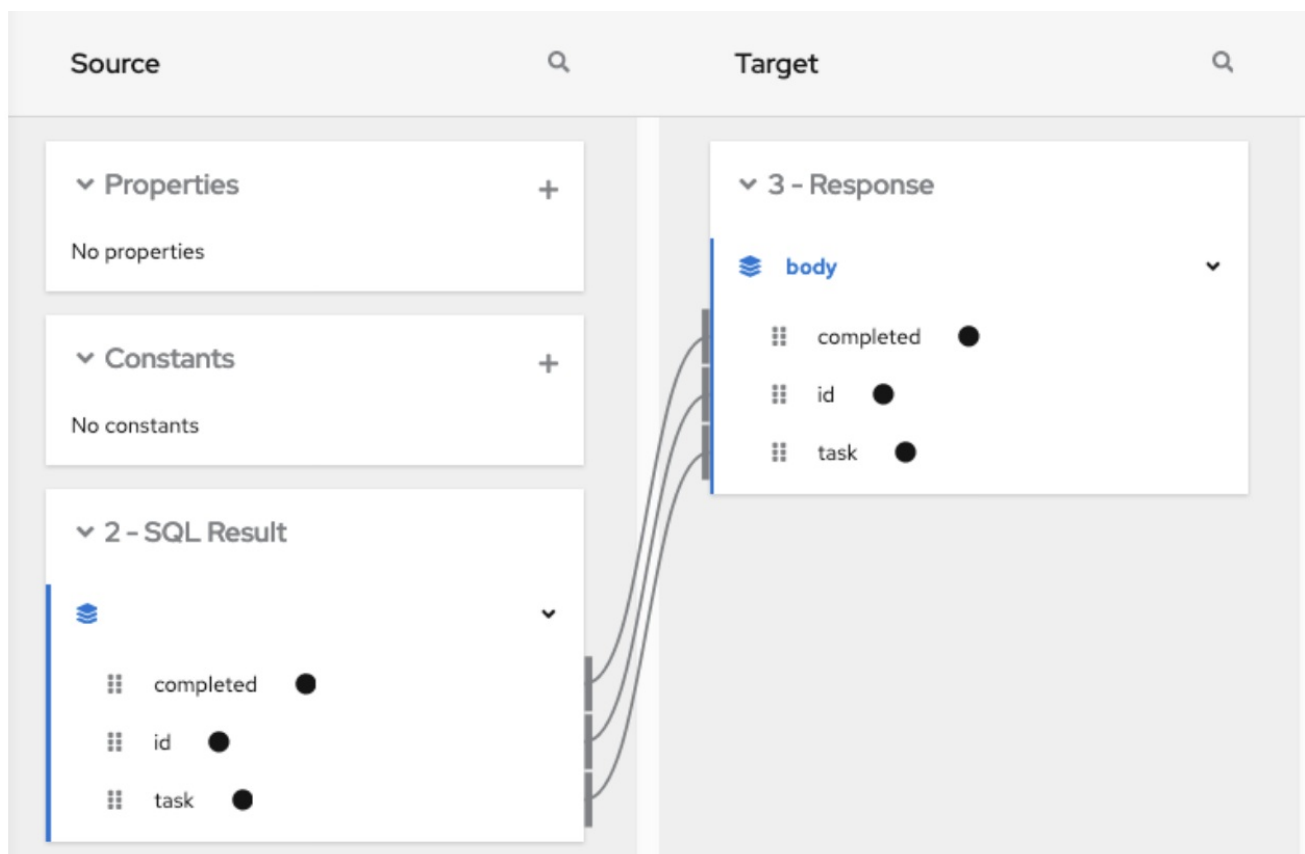 Source
Properties
No properties
Constants
No constants
2 - SQL Result
completed
id
task
Target
3 - Response
body
completed
id
task